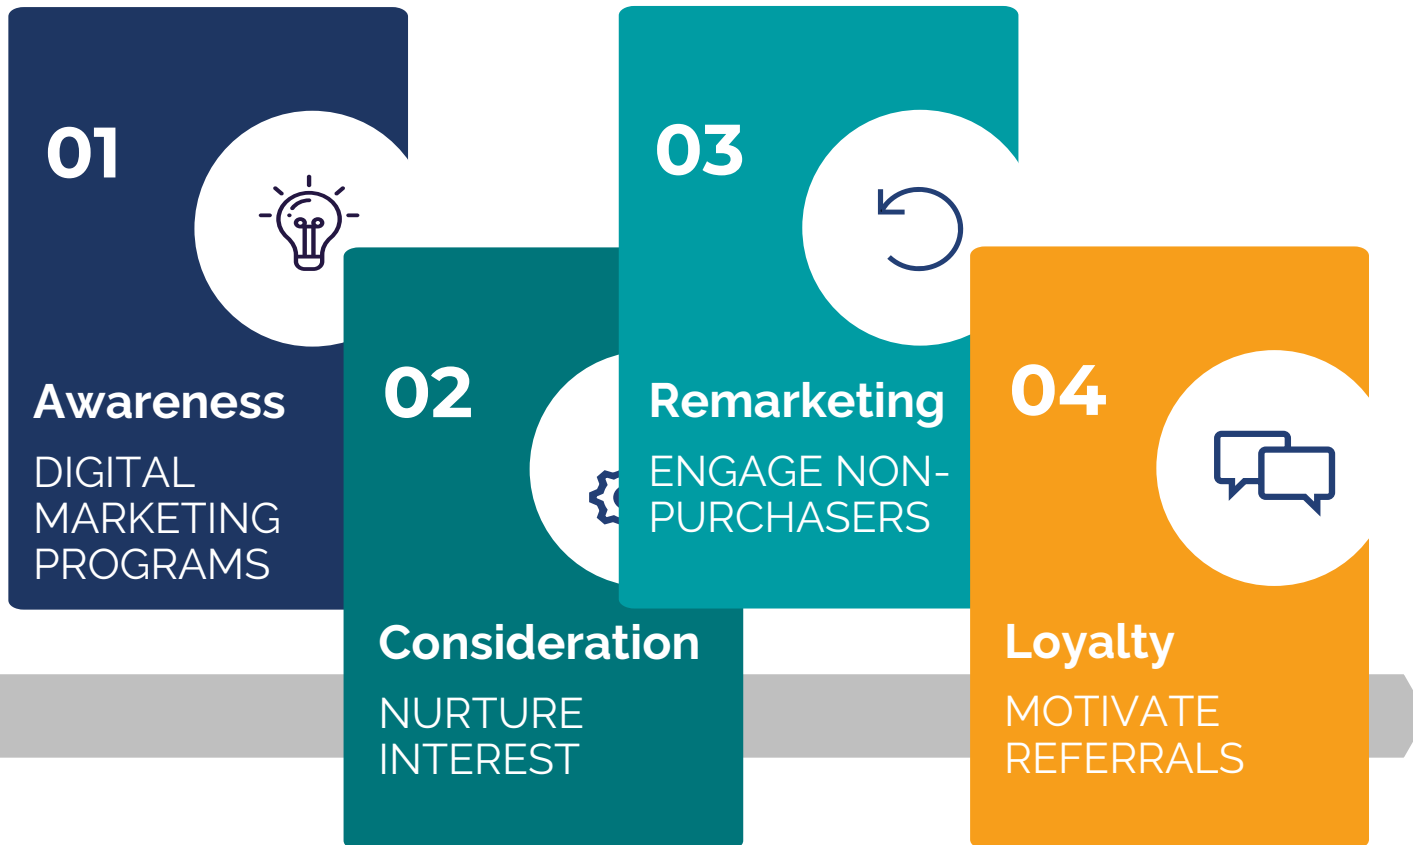 01
Awareness
DIGITAL
MARKETING
PROGRAMS
02
Consideration
NURTURE
INTEREST
03
Remarketing
ENGAGE NON-
PURCHASERS
04
Loyalty
MOTIVATE
REFERRALS